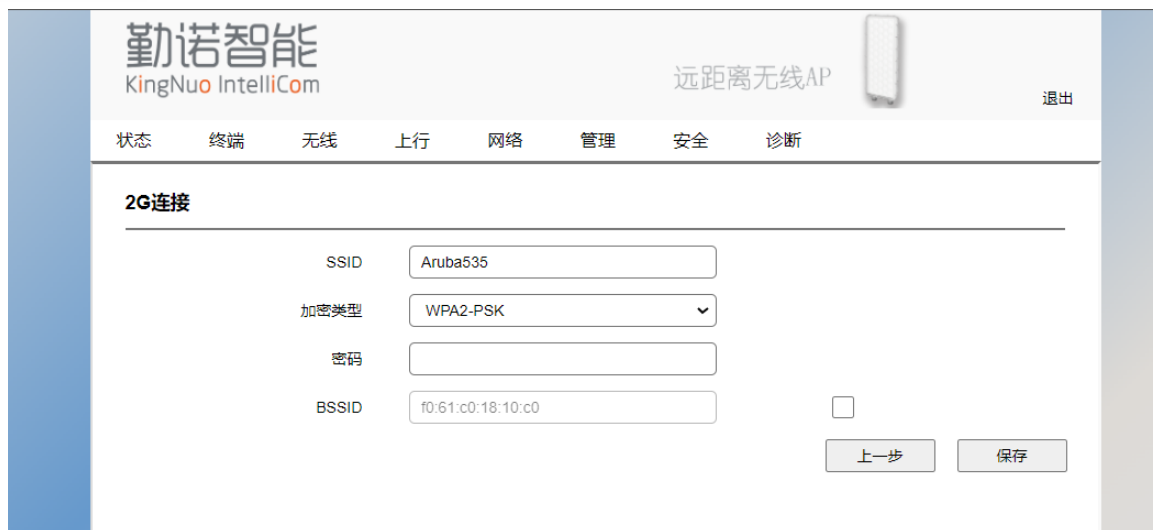 勤诺智能
KingNuo IntelliCom
远距离无线AP
退出
状态 终端 无线 上行 网络 管理 安全 诊断
2G连接
SSID Aruba535
加密类型 WPA2-PSK
密码
BSSID f0:61:c0:18:10:c0
上一步 保存